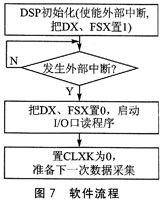 DSP初始化(使能外部中断,
把DX、FSX置1)
N
发生外部中断?
Y
把DX、FSX置0,启动
I/O口读程序
置CLXK为0,
准备下一次数据采集
图7 软件流程